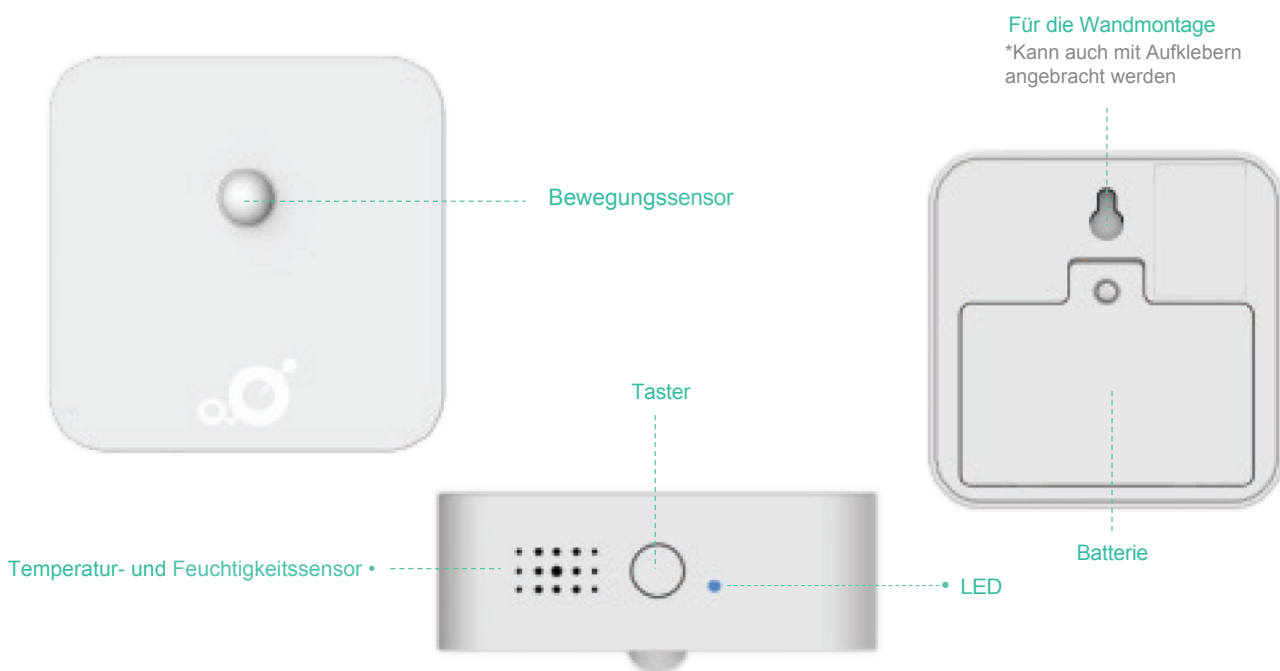 Für die Wandmontage
*Kann auch mit Aufklebern
angebracht werden
Bewegungssensor
Taster
Batterie
Temperatur- und Feuchtigkeitssensor •
• LED